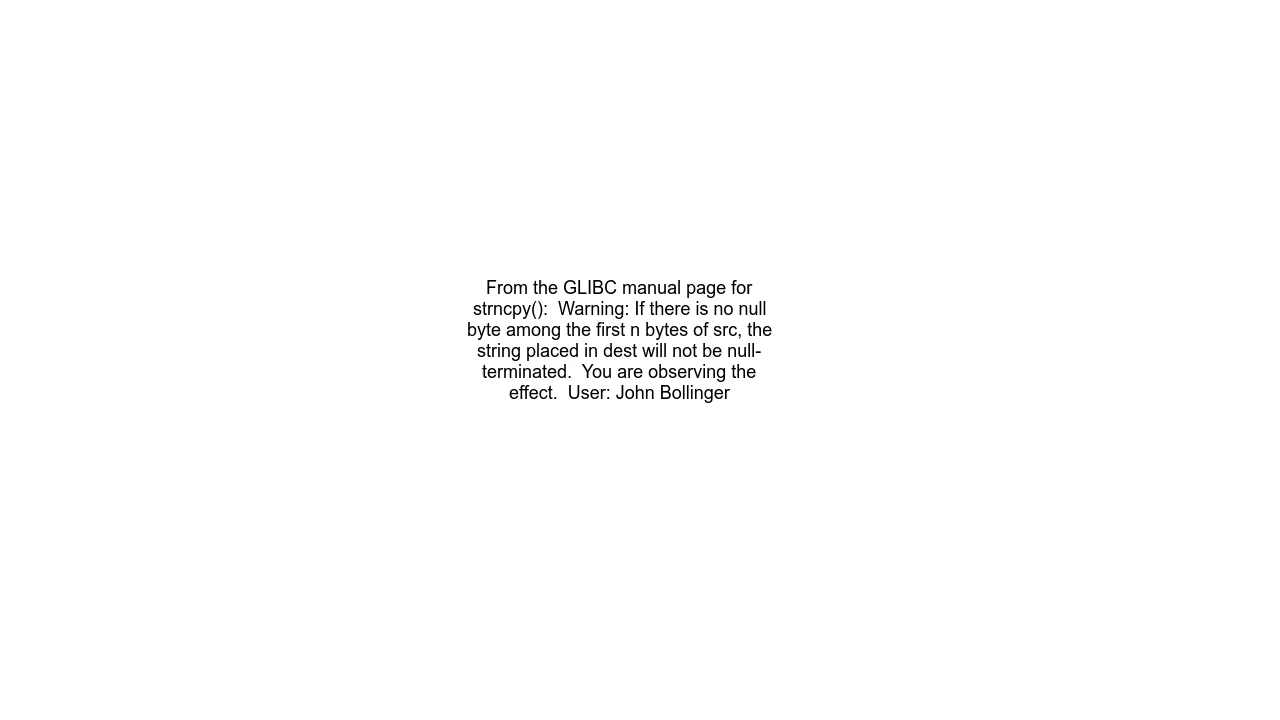 From the GLIBC manual page for
strncpy():  Warning: If there is no null
byte among the first n bytes of src, the
string placed in dest will not be null-
terminated.  You are observing the
effect.  User: John Bollinger